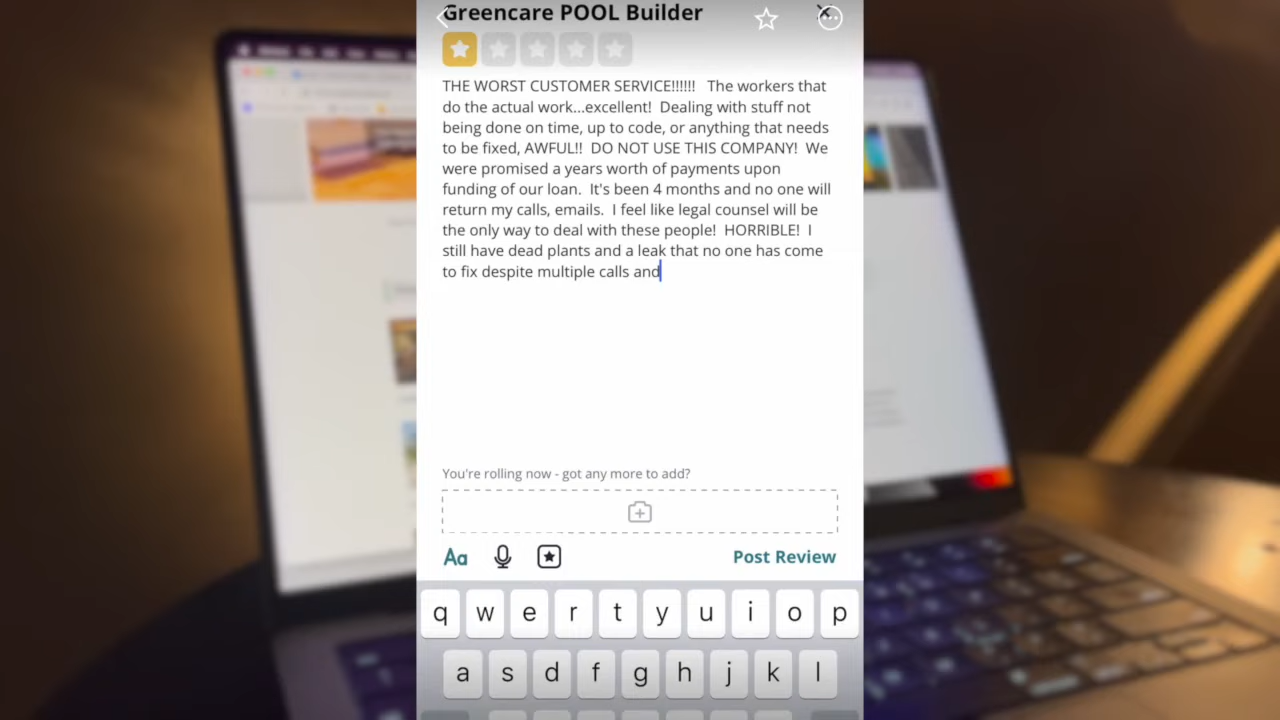 Greencare POOL Builder
THE WORST CUSTOMER SERVICE!!!!!! The workers that
do the actual work...excellent! Dealing with stuff not
being done on time, up to code, or anything that needs
to be fixed, AWFUL!! DO NOT USE THIS COMPANY! We
were promised a years worth of payments upon
funding of our loan. It's been 4 months and no one will
return my calls, emails. I feel like legal counsel will be
the only way to deal with these people! HORRIBLE! I
still have dead plants and a leak that no one has come
to fix despite multiple calls and
You're rolling now - got any more to add?
Aa
Post Review
q w e r t y u i o p
a s d f g h j k l